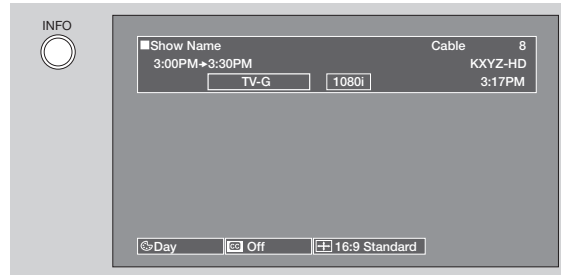 INFO
■Show Name Cable 8
3:00PM→3:30PM KXYZ-HD
TV-G 1080i 3:17PM
Day CC Off 16:9 Standard